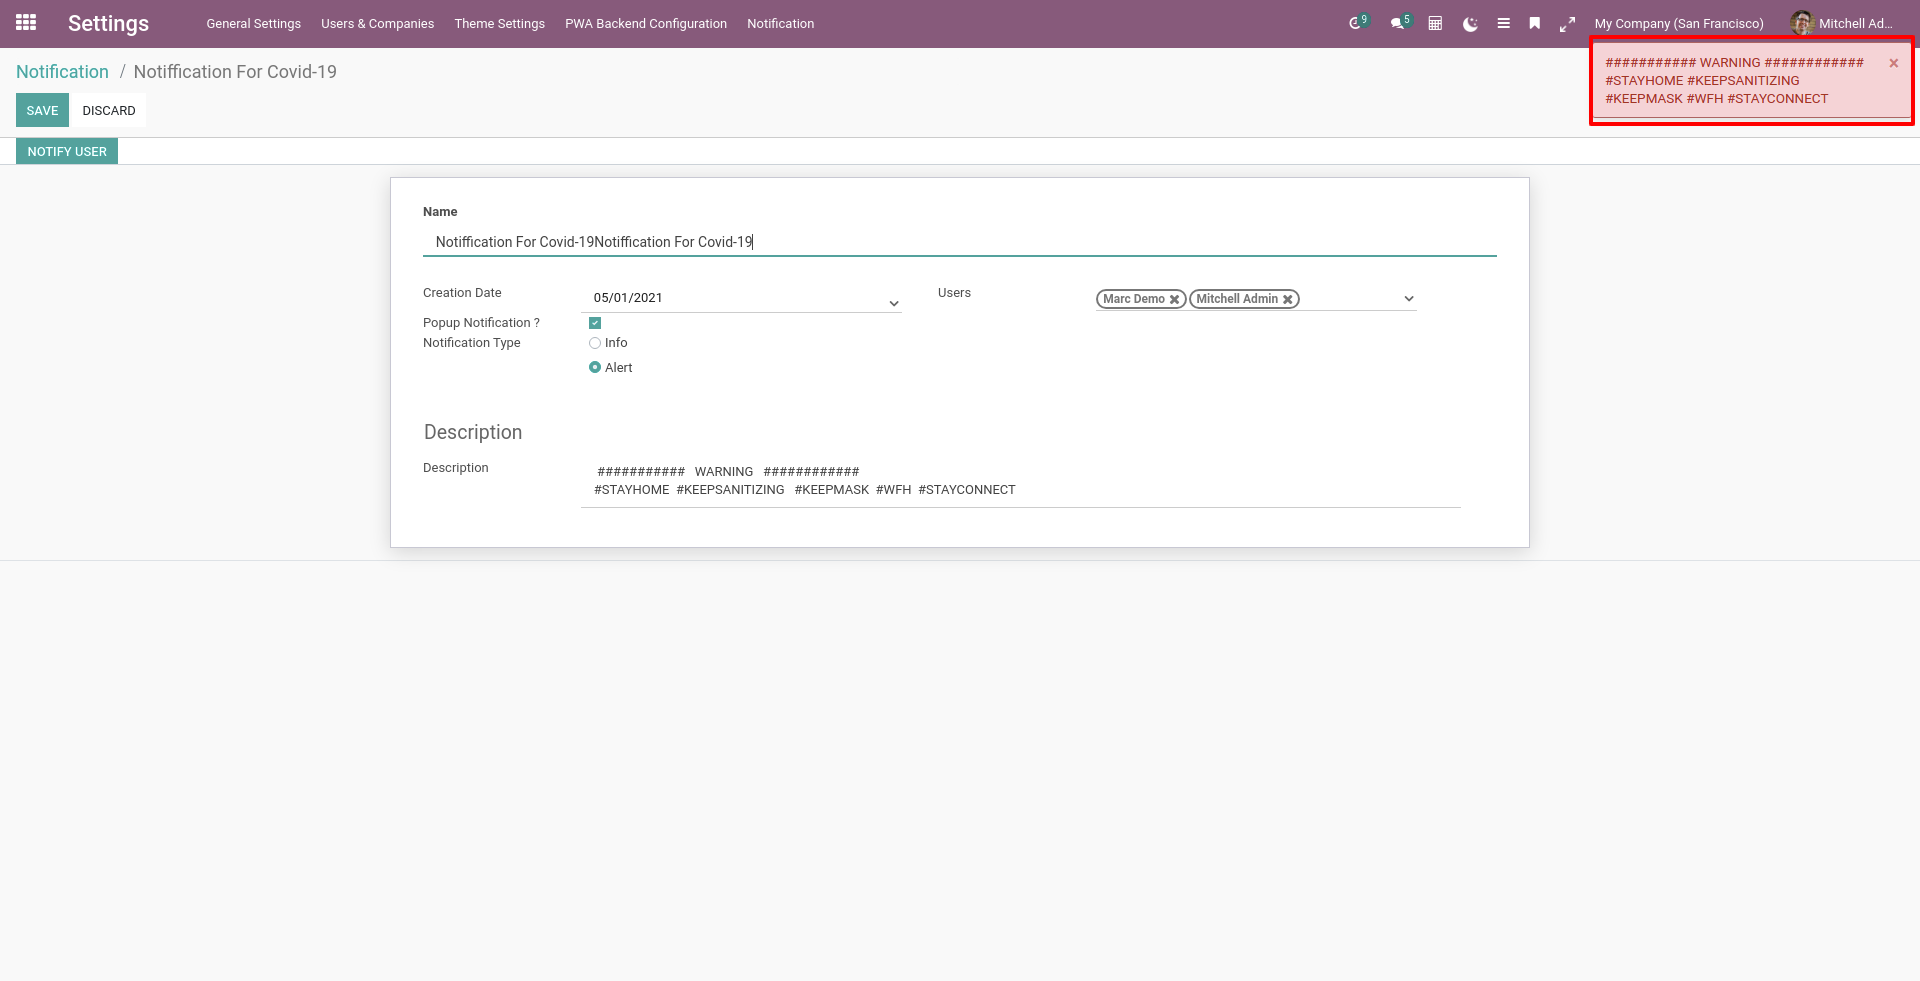 Settings General Settings Users & Companies Theme Settings PWA Backend Configuration Notification 9 5 My Company (San Francisco) Mitchell Ad...
Notification / Notiffication For Covid-19
SAVE DISCARD
########### WARNING ############
#STAYHOME #KEEPSANITIZING
#KEEPMASK #WFH #STAYCONNECT
×
NOTIFY USER
Name
Notiffication For Covid-19Notiffication For Covid-19
Creation Date 05/01/2021 Users Marc Demo Mitchell Admin
Popup Notification ?
Notification Type Info
Alert
Description
Description ########### WARNING ############
#STAYHOME #KEEPSANITIZING #KEEPMASK #WFH #STAYCONNECT